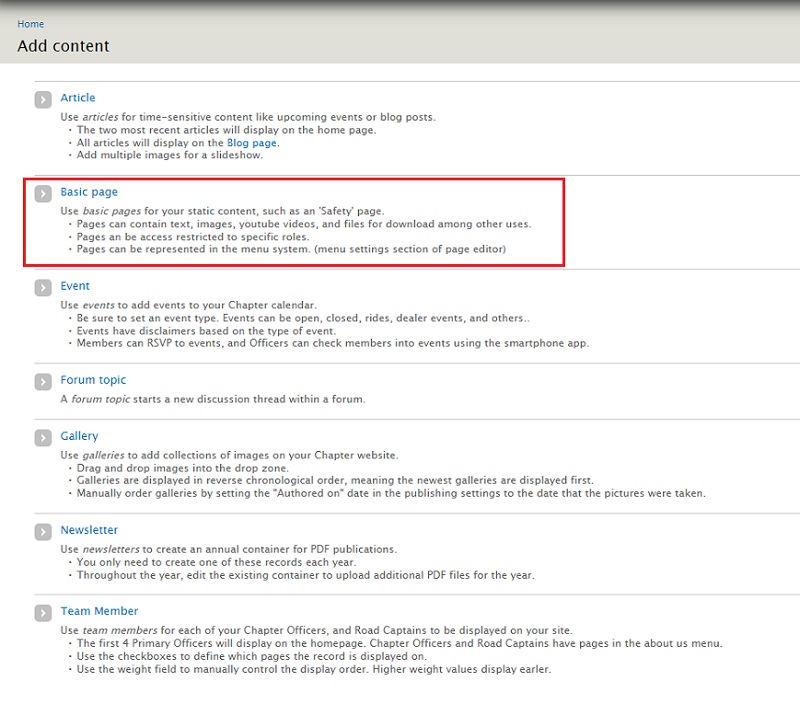 Home
Add content
Article
Use articles for time-sensitive content like upcoming events or blog posts.
• The two most recent articles will display on the home page.
• All articles will display on the Blog page.
• Add multiple images for a slideshow.
Basic page
Use basic pages for your static content, such as an 'Safety' page.
• Pages can contain text, images, youtube videos, and files for download among other uses.
• Pages an be access restricted to specific roles.
• Pages can be represented in the menu system. (menu settings section of page editor)
Event
Use events to add events to your Chapter calendar.
• Be sure to set an event type. Events can be open, closed, rides, dealer events, and others..
• Events have disclaimers based on the type of event.
• Members can RSVP to events, and Officers can check members into events using the smartphone app.
Forum topic
A forum topic starts a new discussion thread within a forum.
Gallery
Use galleries to add collections of images on your Chapter website.
• Drag and drop images into the drop zone.
• Galleries are displayed in reverse chronological order, meaning the newest galleries are displayed first.
• Manually order galleries by setting the "Authored on" date in the publishing settings to the date that the pictures were taken.
Newsletter
Use newsletters to create an annual container for PDF publications.
• You only need to create one of these records each year.
• Throughout the year, edit the existing container to upload additional PDF files for the year.
Team Member
Use team members for each of your Chapter Officers, and Road Captains to be displayed on your site.
• The first 4 Primary Officers will display on the homepage. Chapter Officers and Road Captains have pages in the about us menu.
• Use the checkboxes to define which pages the record is displayed on.
• Use the weight field to manually control the display order. Higher weight values display earler.